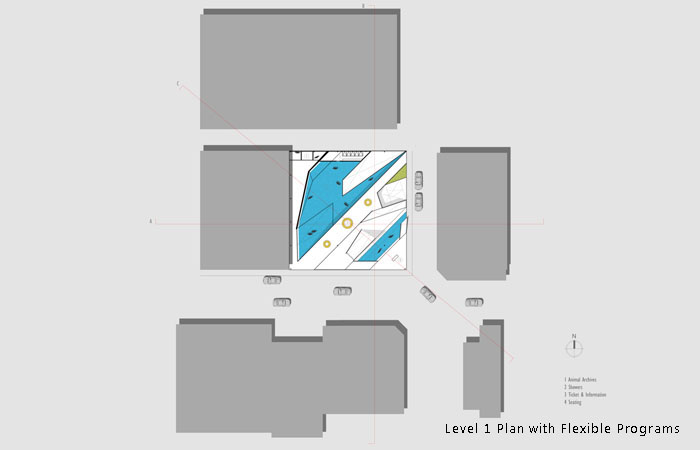 B
C
A
N
1 Animal Archives
2 Showers
3 Ticket & Information
4 Seating
Level 1 Plan with Flexible Programs